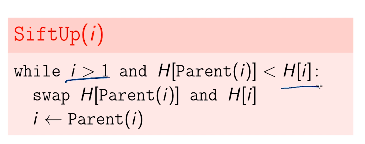 SiftUp(i)
while i > 1 and H[Parent(i)] < H[i]:
swap H[Parent(i)] and H[i]
i ← Parent(i)